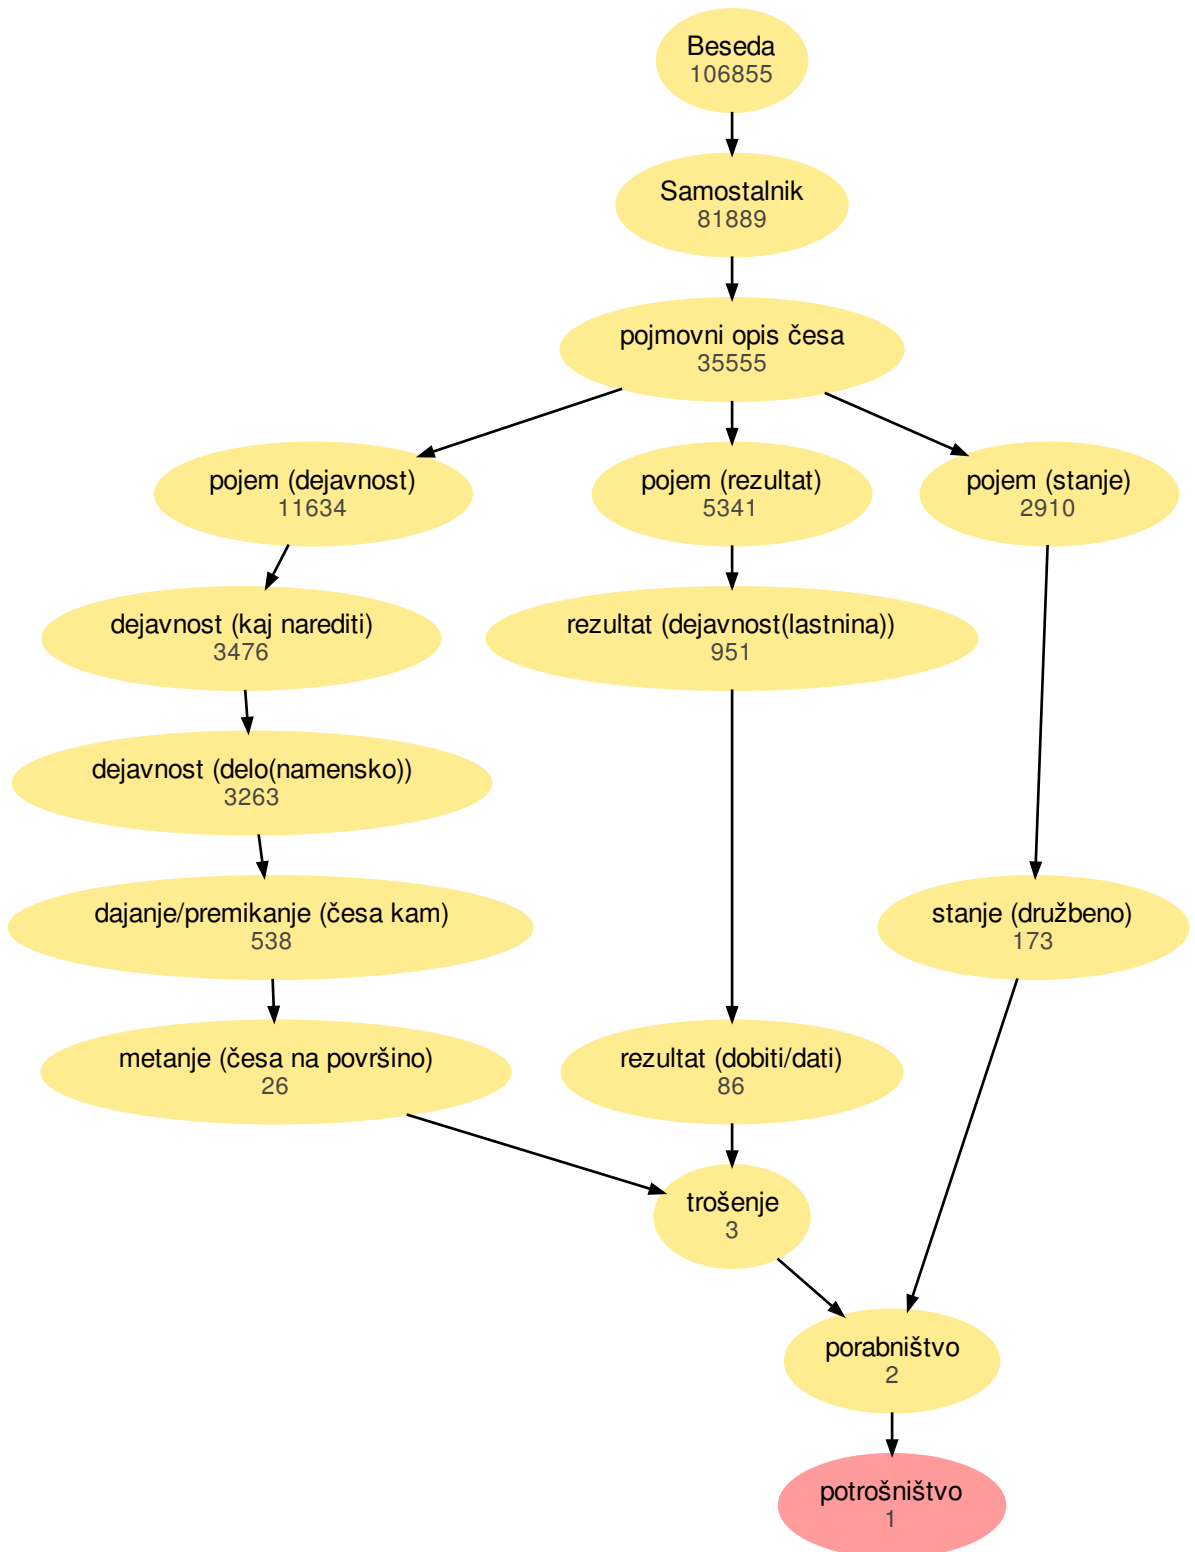 Beseda
106855
Samostalnik
81889
pojmovni opis česa
35555
pojem (dejavnost)
11634
pojem (rezultat)
5341
pojem (stanje)
2910
dejavnost (kaj narediti)
3476
rezultat (dejavnost(lastnina))
951
dejavnost (delo(namensko))
3263
dajanje/premikanje (česa kam)
538
stanje (družbeno)
173
metanje (česa na površino)
26
rezultat (dobiti/dati)
86
trošenje
3
porabništvo
2
potrošništvo
1